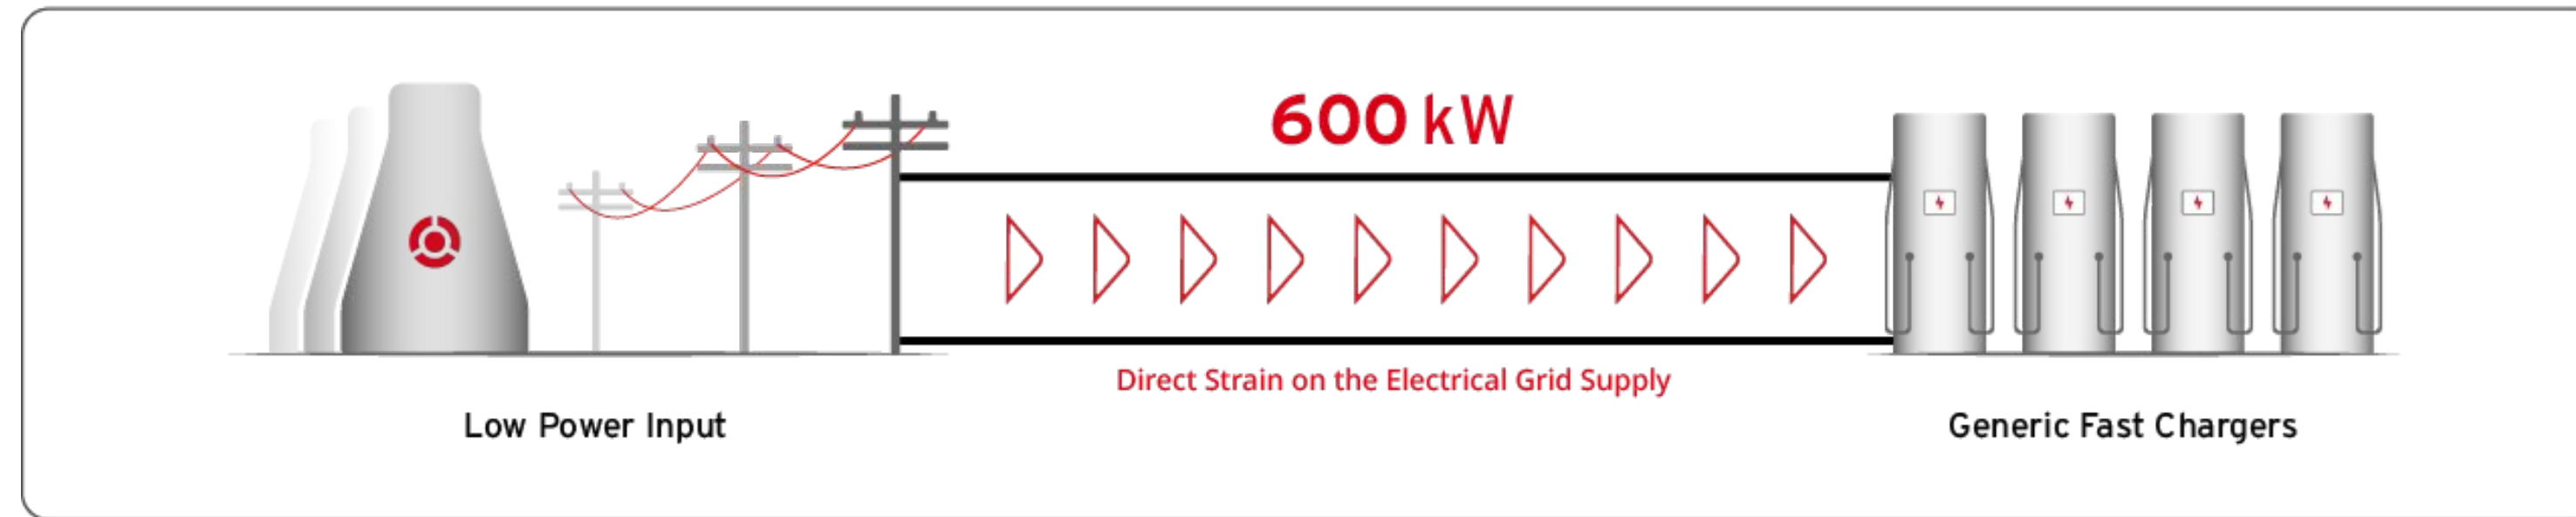 600 kW
Direct Strain on the Electrical Grid Supply
Low Power Input
Generic Fast Chargers